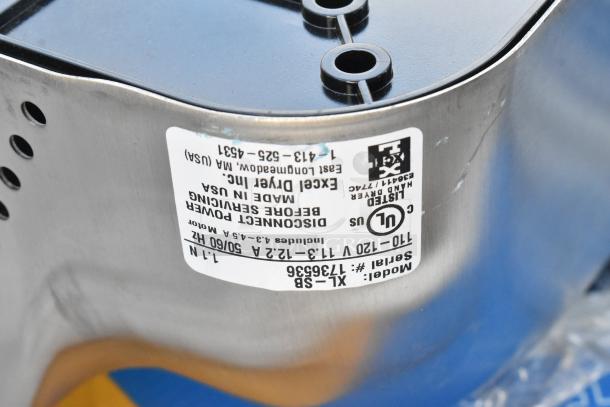 Model: XL-SB
Serial #: 1736536 1.1 N
110-120 V 11.3-12.2 A 50/60 Hz
Includes 4.3-4.5 A Motor
C UL US
LISTED
HAND DRYER
E36411 / 774C
DISCONNECT POWER
BEFORE SERVICING
MADE IN USA
Excel Dryer Inc.
East Longmeadow, MA (USA)
1-413-525-4531